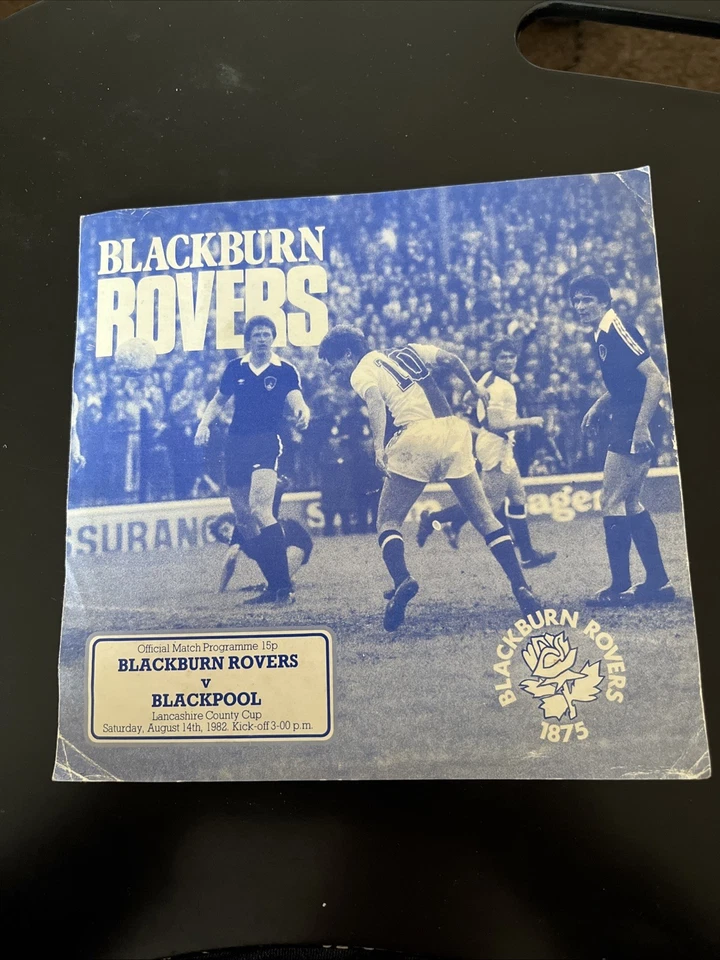 BLACKBURN
ROVERS
10
SSURANC
ager
Official Match Programme 15p
BLACKBURN ROVERS
v
BLACKPOOL
Lancashire County Cup
Saturday, August 14th, 1982. Kick-off 3-00 p.m.
BLACKBURN ROVERS
1875